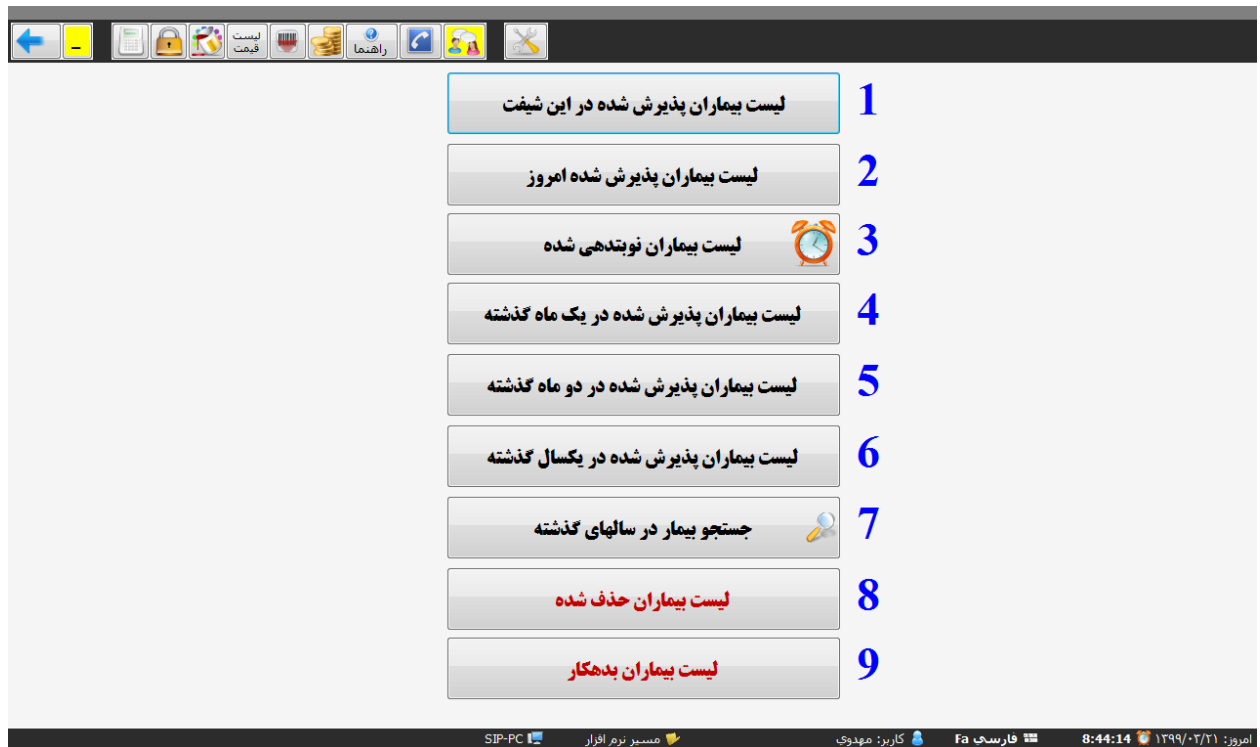 لیست
قیمت
راهنما
لیست بیماران پذیرش شده در این شیفت
1
لیست بیماران پذیرش شده امروز
2
لیست بیماران نوبتدهی شده
3
لیست بیماران پذیرش شده در یک ماه گذشته
4
لیست بیماران پذیرش شده در دو ماه گذشته
5
لیست بیماران پذیرش شده در یکسال گذشته
6
جستجو بیمار در سالهای گذشته
7
لیست بیماران حذف شده
8
لیست بیماران بدهکار
9
امروز: ۱۳۹۹/۰۳/۲۱ 8:44:14 فارسي Fa کاربر: مهدوي مسیر نرم افزار SIP-PC